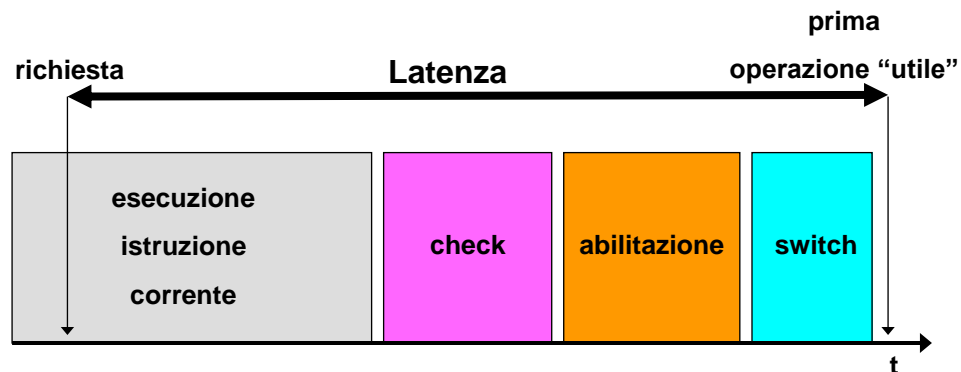 prima
richiesta
Latenza
operazione “utile”
esecuzione
istruzione
corrente
check
abilitazione
switch
t